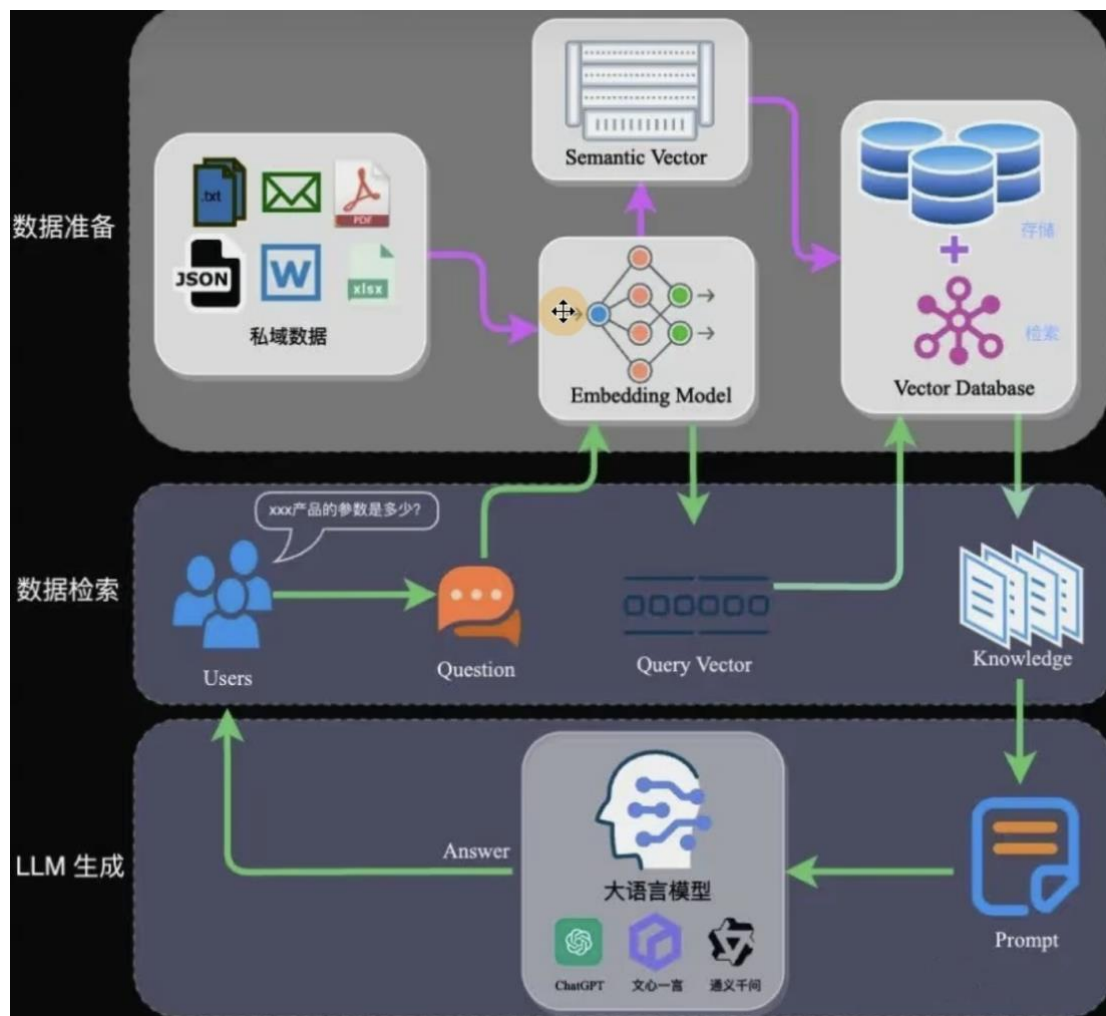 数据准备
.txt
PDF
JSON
W
xlsx
私域数据
Semantic Vector
Embedding Model
存储
检索
Vector Database
数据检索
xxx产品的参数是多少?
Users
Question
Query Vector
Knowledge
LLM 生成
Answer
大语言模型
ChatGPT
文心一言
通义千问
Prompt